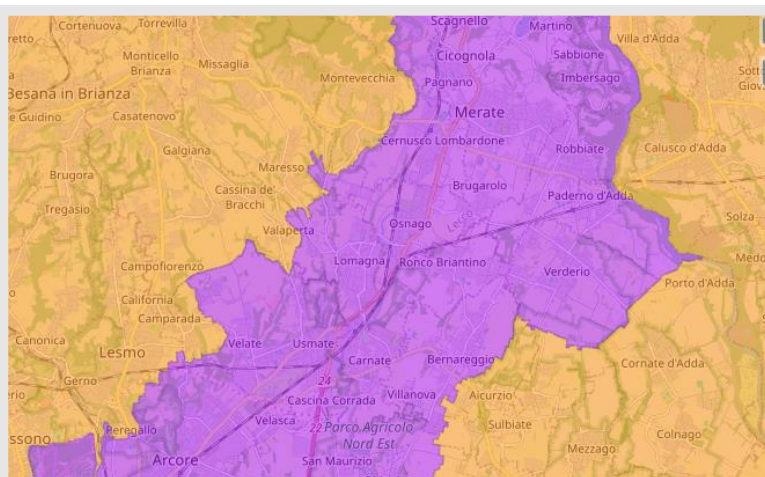 Cortenuova
Torrevilla
Scagnello
Martino
Villa d'Adda
Monticello
Brianza
Missaglia
Cicognola
Sabbione
Montevecchia
Pagnano
Imbersago
Besana in Brianza
Casatenovo
Merate
Cernusco Lombardone
Robbiate
Calusco d'Adda
Galgiana
Maresso
Brugora
Cassina de'
Bracchi
Brugarolo
Paderno d'Adda
Tregasio
Osnago
Lecco
Solza
Valaperta
Campofiorenzo
Lomagna
Ronco Briantino
Verderio
Porto d'Adda
California
Camparada
Canonica
Lesmo
Velate
Usmate
Carnate
Bernareggio
Cornate d'Adda
Gerno
24
Cascina Corrada
Villanova
Aicurzio
Peregallo
Velasca
22
Parco Agricolo
Nord Est
Sulbiate
Colnago
Mezzago
Arcore
San Maurizio